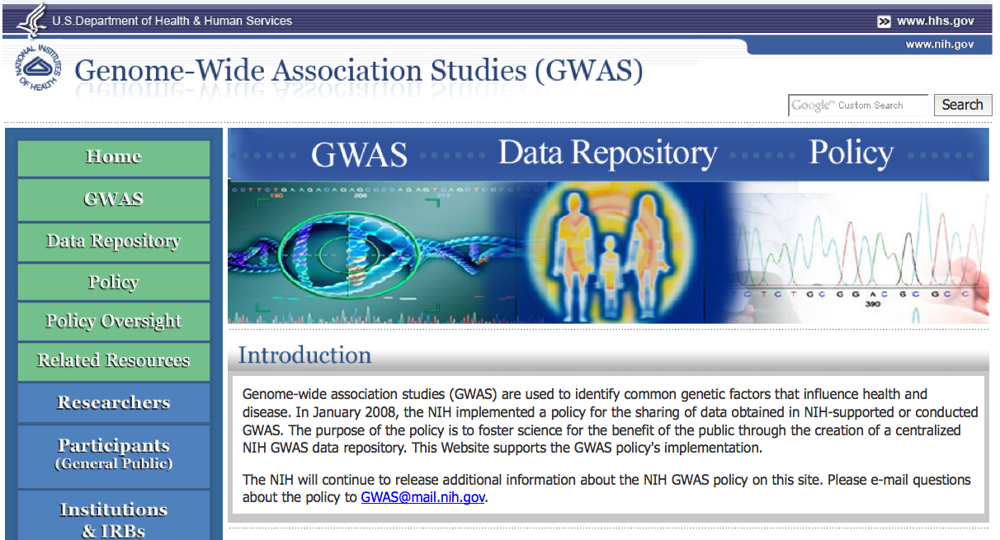 U.S.Department of Health & Human Services
www.hhs.gov
www.nih.gov
NATIONAL INSTITUTES OF HEALTH
Genome-Wide Association Studies (GWAS)
Google™ Custom Search
Search
Home
GWAS
Data Repository
Policy
Policy Oversight
Related Resources
Researchers
Participants
(General Public)
Institutions
& IRBs
GWAS
Data Repository
Policy
190
200
210
C T C T G C G G A C G C G C C
390
Introduction
Genome-wide association studies (GWAS) are used to identify common genetic factors that influence health and
disease. In January 2008, the NIH implemented a policy for the sharing of data obtained in NIH-supported or conducted
GWAS. The purpose of the policy is to foster science for the benefit of the public through the creation of a centralized
NIH GWAS data repository. This Website supports the GWAS policy's implementation.
The NIH will continue to release additional information about the NIH GWAS policy on this site. Please e-mail questions
about the policy to GWAS@mail.nih.gov.